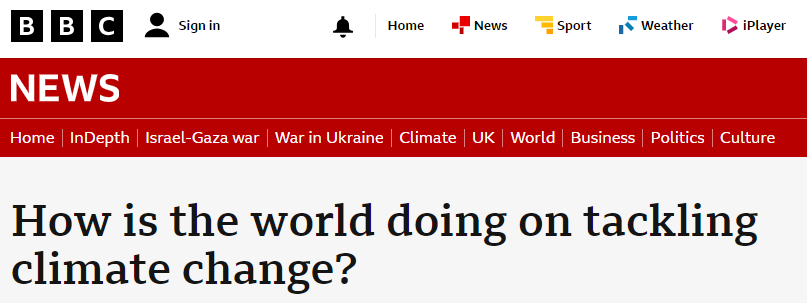 BBC Sign in Home News Sport Weather iPlayer
NEWS
Home InDepth Israel-Gaza war War in Ukraine Climate UK World Business Politics Culture
How is the world doing on tackling
climate change?